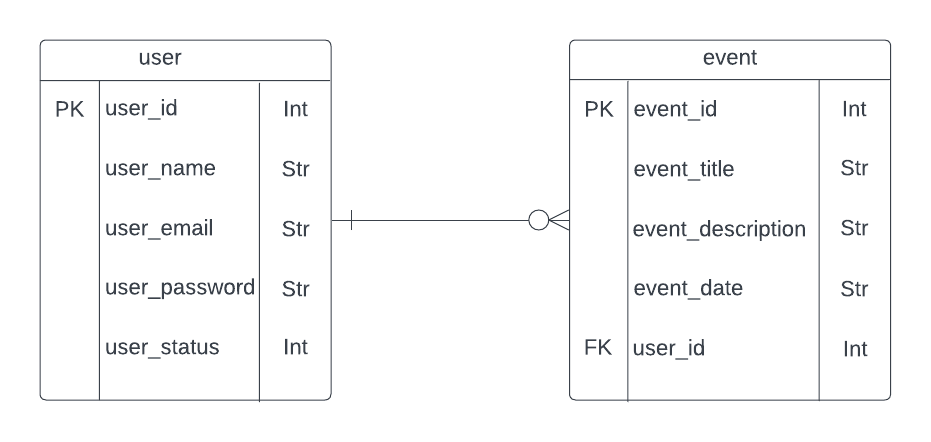 user
PK user_id Int
user_name Str
user_email Str
user_password Str
user_status Int
event
PK event_id Int
event_title Str
event_description Str
event_date Str
FK user_id Int